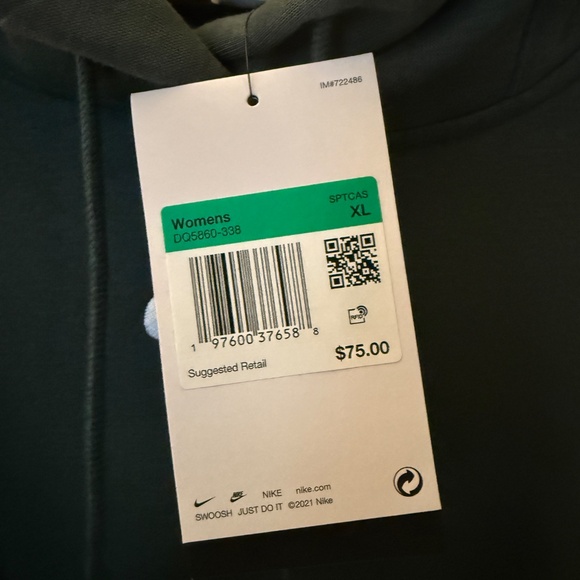 IM#722486
Womens
SPTCAS
DQ5860-338
XL
1 97600 37658 8
RFID
Suggested Retail
$75.00
NIKE nike.com
SWOOSH JUST DO IT ©2021 Nike